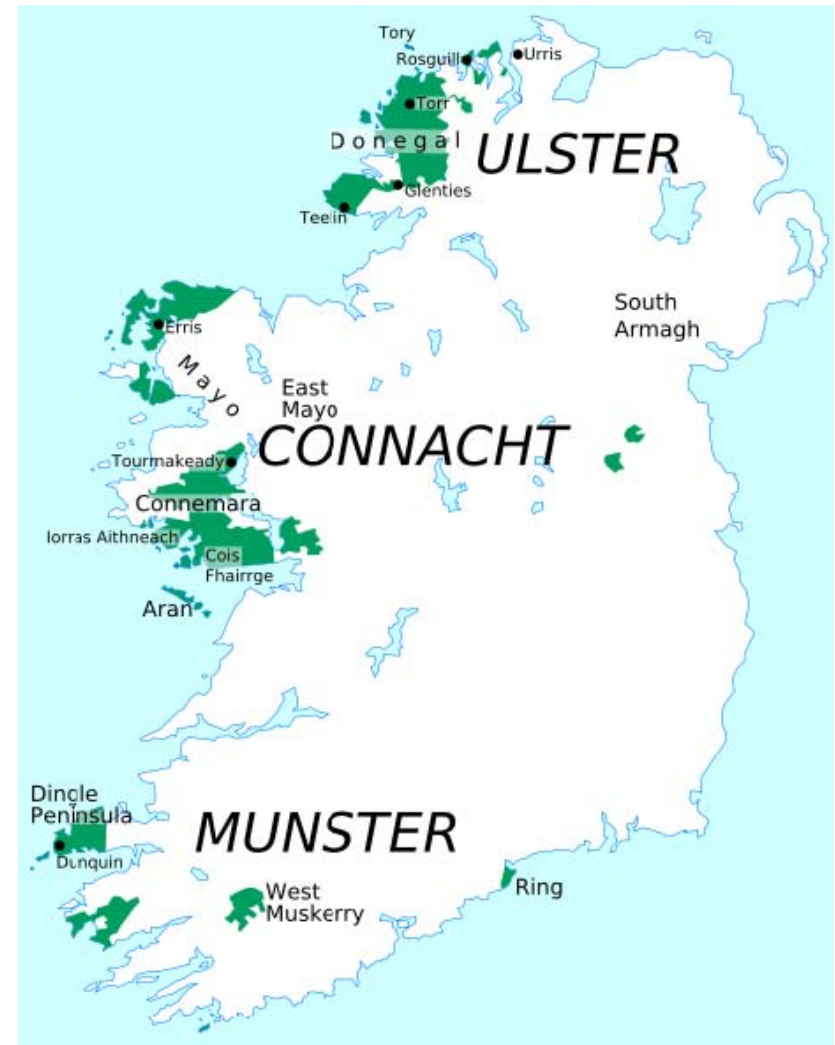 Tory
Rosguill
Urris
Torr
Donegal
ULSTER
Glenties
Teelin
South
Armagh
Erris
Mayo
East
Mayo
CONNACHT
Tourmakeady
Connemara
Iorras Aithneach
Cois
Fhairrge
Aran
Dingle
Peninsula
MUNSTER
Dunquin
West
Muskerry
Ring